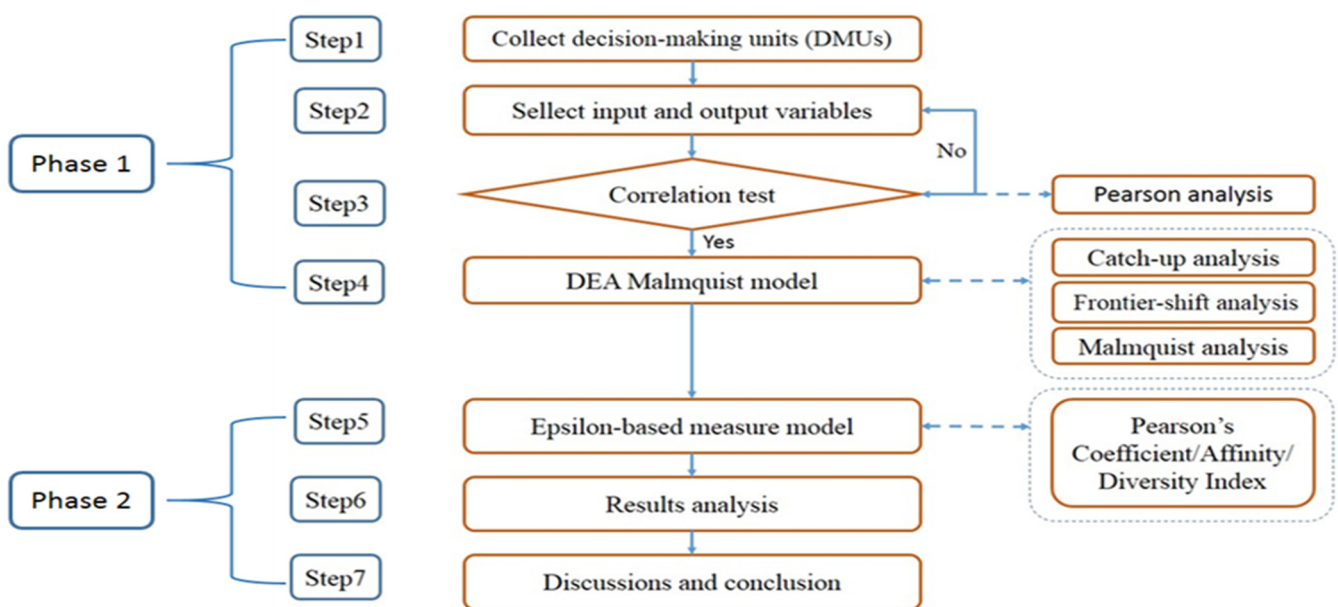 Step1
Collect decision-making units (DMUs)
Step2
Sellect input and output variables
No
Phase 1
Step3
Correlation test
Pearson analysis
Yes
Step4
DEA Malmquist model
Catch-up analysis
Frontier-shift analysis
Malmquist analysis
Step5
Epsilon-based measure model
Pearson’s
Coefficient/Affinity/
Diversity Index
Phase 2
Step6
Results analysis
Step7
Discussions and conclusion